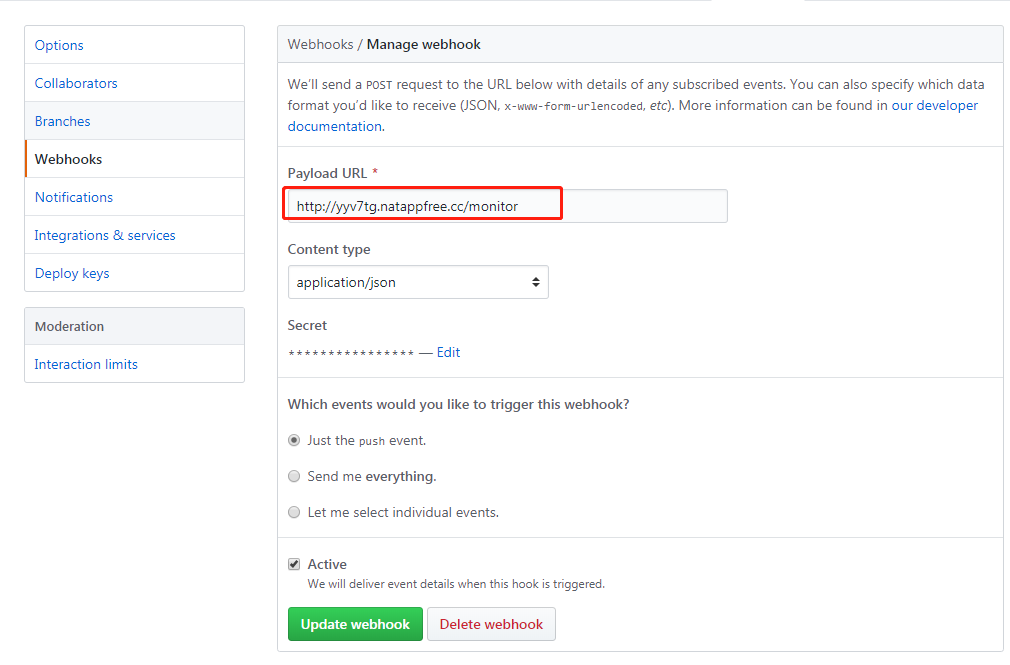 Options
Collaborators
Branches
Webhooks
Notifications
Integrations & services
Deploy keys
Moderation
Interaction limits
Webhooks / Manage webhook
We’ll send a POST request to the URL below with details of any subscribed events. You can also specify which data
format you’d like to receive (JSON, x-www-form-urlencoded, etc). More information can be found in our developer
documentation.
Payload URL *
http://yyv7tg.natappfree.cc/monitor
Content type
application/json
Secret
**************** — Edit
Which events would you like to trigger this webhook?
Just the push event.
Send me everything.
Let me select individual events.
Active
We will deliver event details when this hook is triggered.
Update webhook
Delete webhook